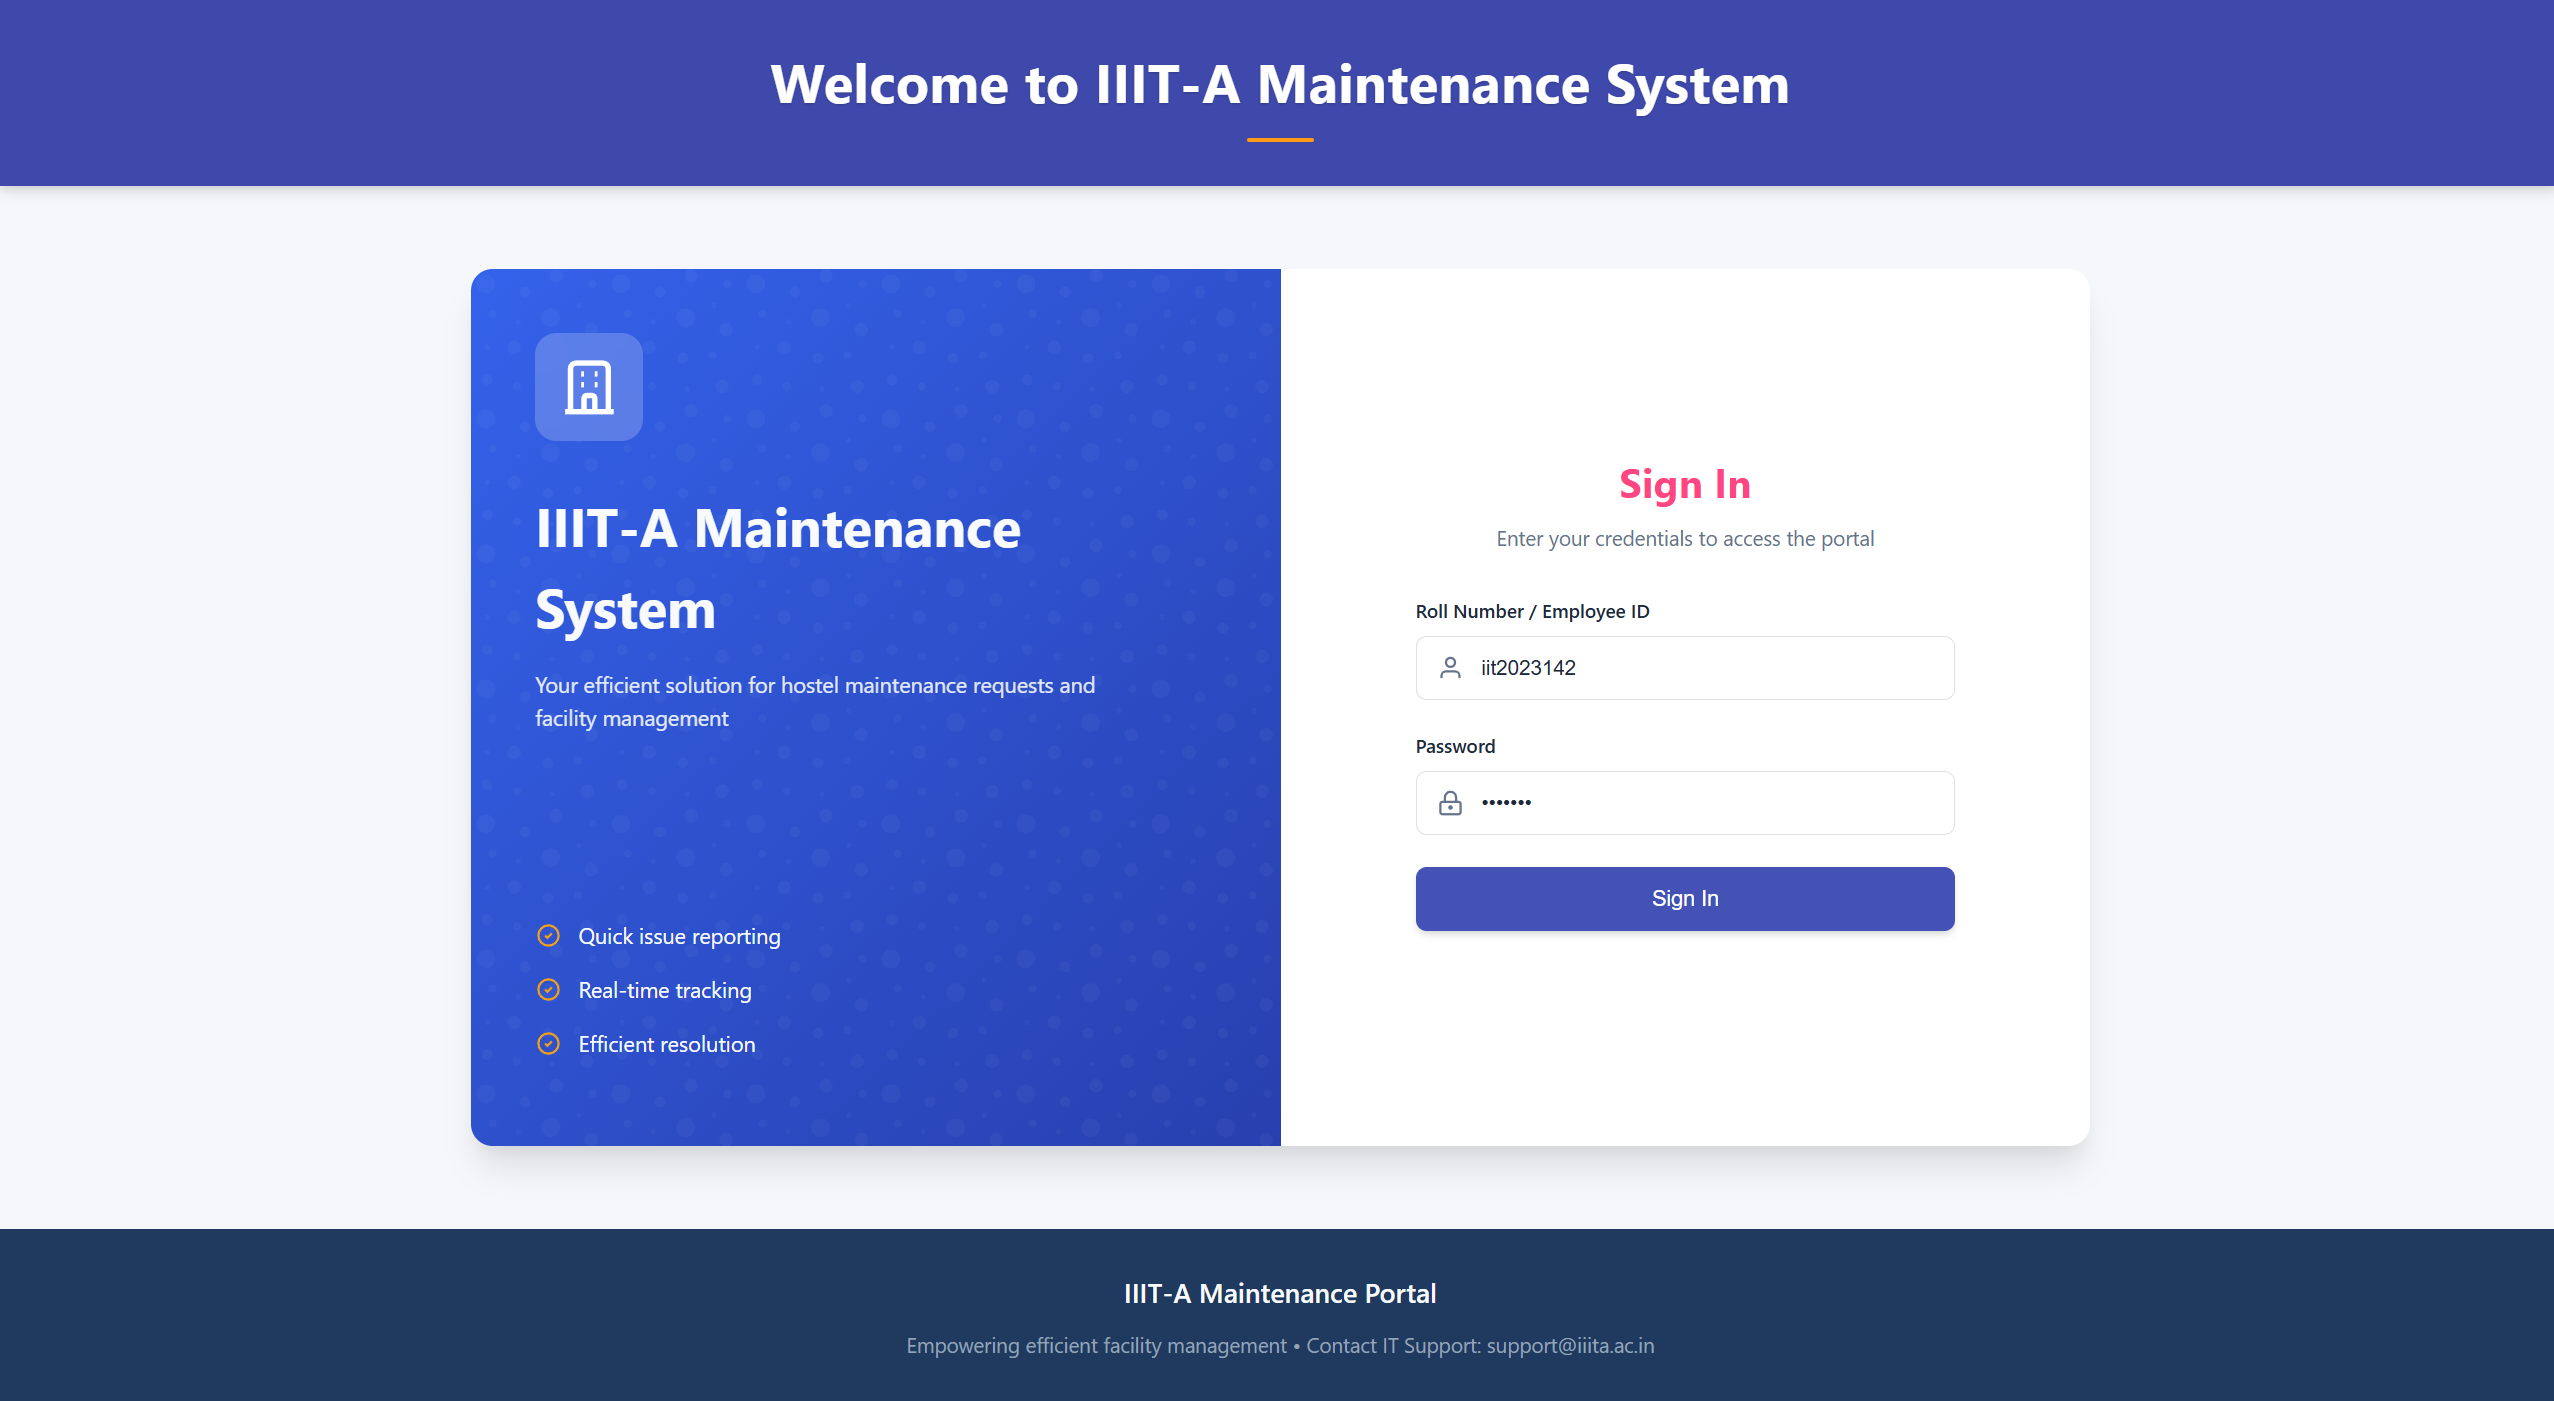 Welcome to IIIT-A Maintenance System
IIIT-A Maintenance
System
Your efficient solution for hostel maintenance requests and
facility management
Quick issue reporting
Real-time tracking
Efficient resolution
Sign In
Enter your credentials to access the portal
Roll Number / Employee ID
iit2023142
Password
•••••••
Sign In
IIIT-A Maintenance Portal
Empowering efficient facility management • Contact IT Support: support@iiita.ac.in